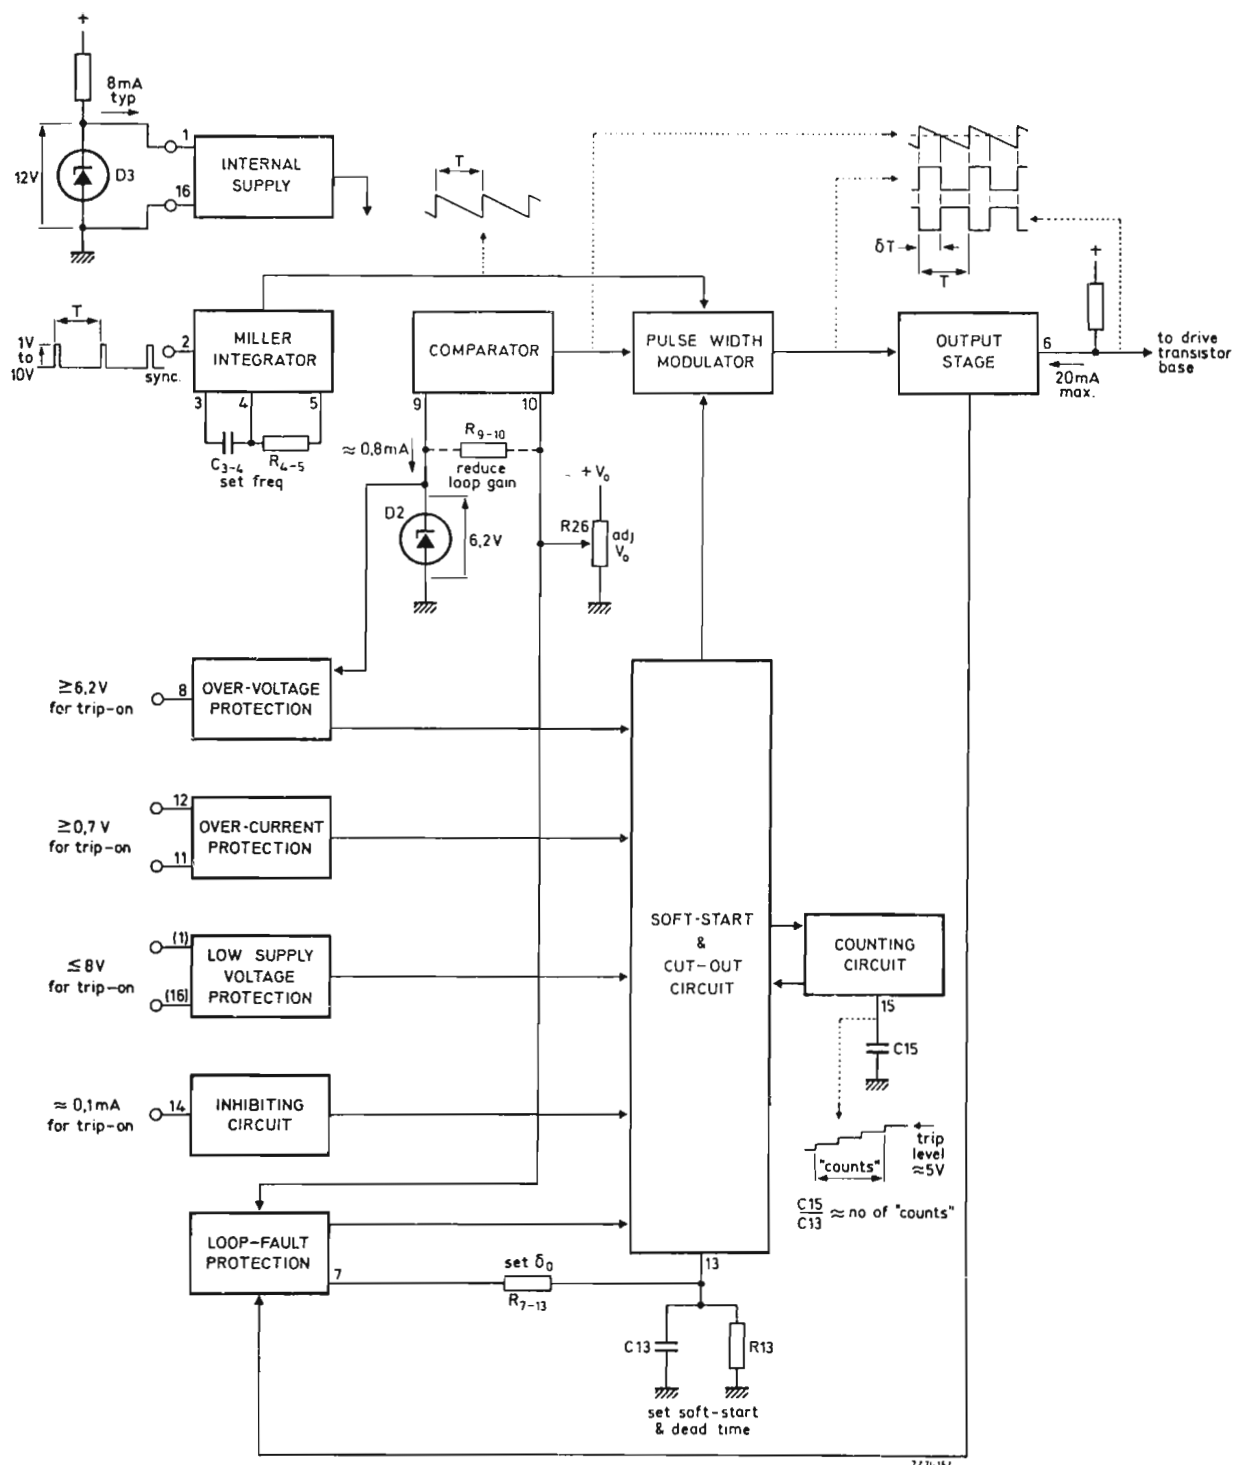 +
8mA
typ
1
INTERNAL
SUPPLY
12V
D3
16
T
δT
T
+
T
1V
to
10V
sync.
2
MILLER
INTEGRATOR
3
4
5
C3-4
R4-5
set freq
COMPARATOR
9
10
PULSE WIDTH
MODULATOR
OUTPUT
STAGE
6
20mA
max.
to drive
transistor
base
≈0,8mA
R9-10
reduce
loop gain
+V₀
D2
6,2V
R26
adj
V₀
≥6,2V
for trip-on
8
OVER-VOLTAGE
PROTECTION
≥0,7V
for trip-on
12
11
OVER-CURRENT
PROTECTION
≤8V
for trip-on
(1)
(16)
LOW SUPPLY
VOLTAGE
PROTECTION
≈0,1mA
for trip-on
14
INHIBITING
CIRCUIT
SOFT-START
&
CUT-OUT
CIRCUIT
COUNTING
CIRCUIT
15
C15
trip
level
≈5V
"counts"
C15/C13 ≈ no of "counts"
LOOP-FAULT
PROTECTION
7
set δ₀
R7-13
13
C13
R13
set soft-start
& dead time